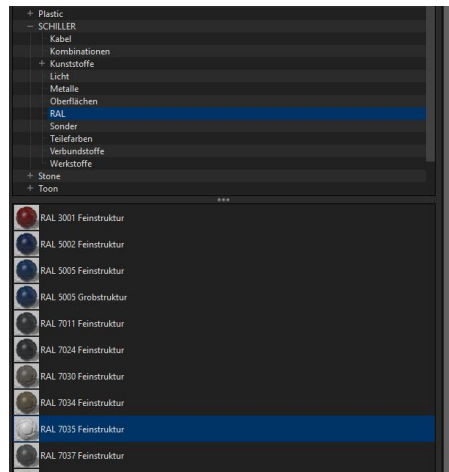 + Plastic
− SCHILLER
Kabel
Kombinationen
+ Kunststoffe
Licht
Metalle
Oberflächen
RAL
Sonder
Teilefarben
Verbundstoffe
Werkstoffe
+ Stone
+ Toon
RAL 3001 Feinstruktur
RAL 5002 Feinstruktur
RAL 5005 Feinstruktur
RAL 5005 Grobstruktur
RAL 7011 Feinstruktur
RAL 7024 Feinstruktur
RAL 7030 Feinstruktur
RAL 7034 Feinstruktur
RAL 7035 Feinstruktur
RAL 7037 Feinstruktur